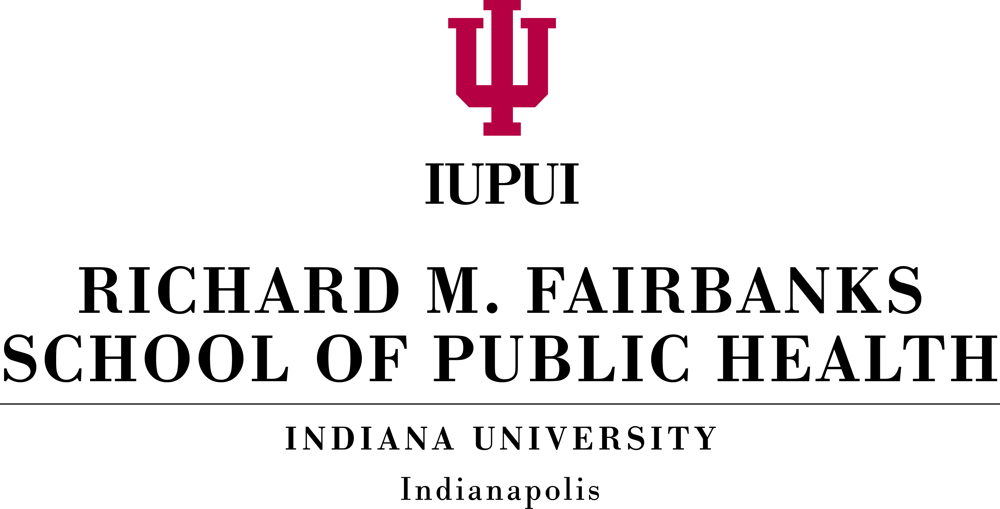 IUPUI
RICHARD M. FAIRBANKS
SCHOOL OF PUBLIC HEALTH
INDIANA UNIVERSITY
Indianapolis